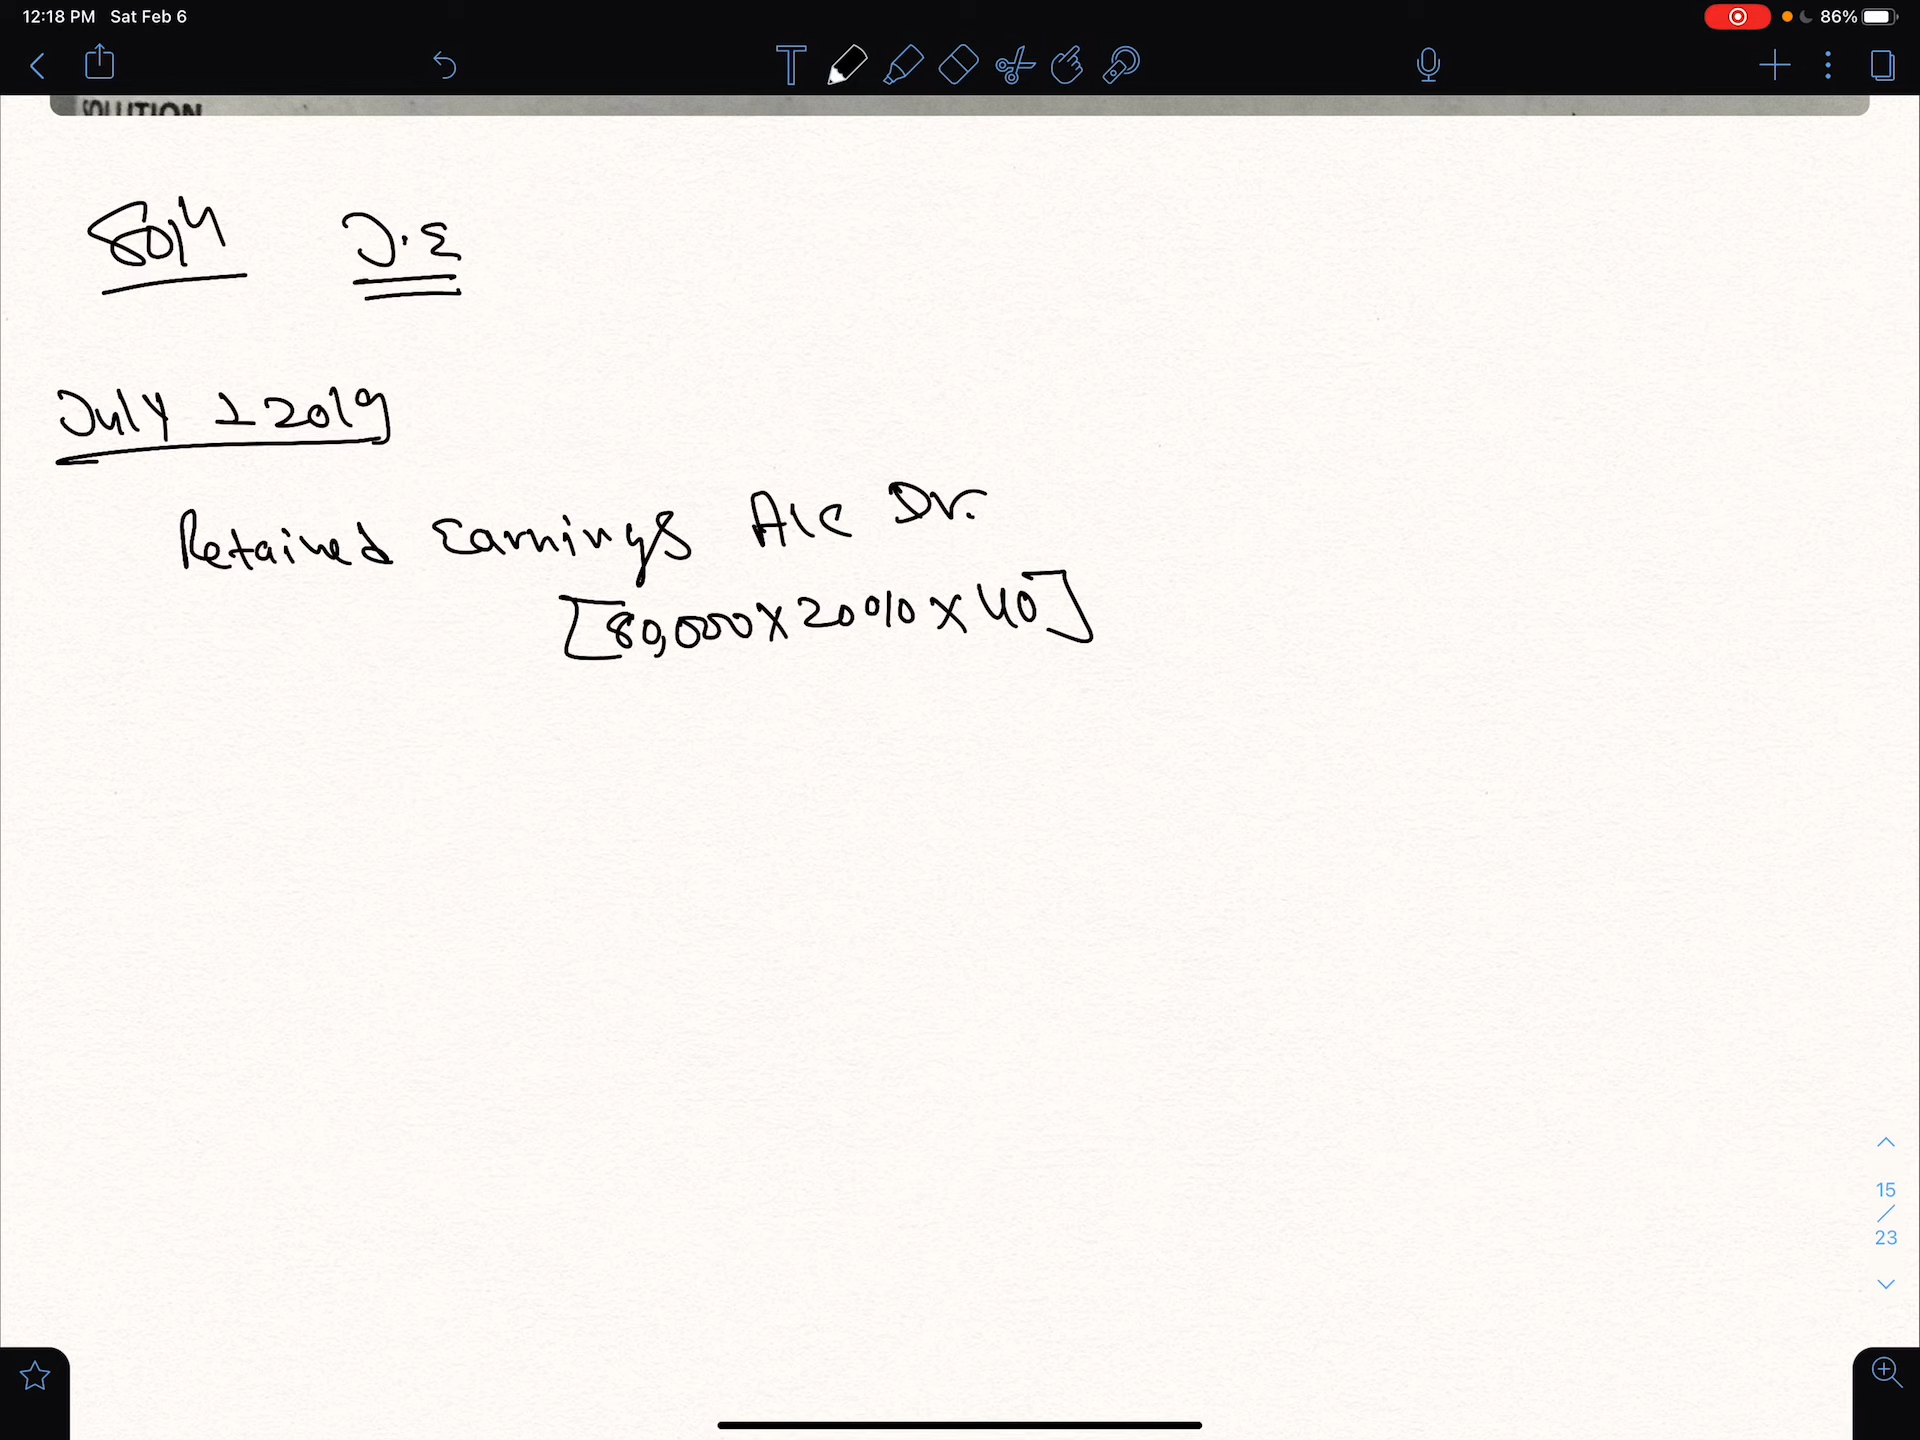 12:18 PM Sat Feb 6
86%
SOLUTION
Solⁿ J.E
July 1 2019
Retained Earnings A/c Dr.
[80,000 X 20% X 40]
15
/
23